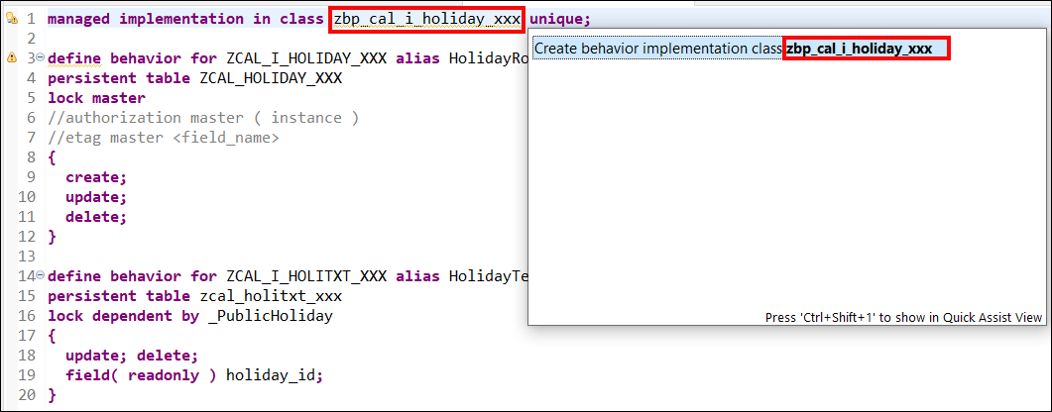 1 managed implementation in class zbp_cal_i_holiday_xxx unique;
2
Create behavior implementation class zbp_cal_i_holiday_xxx
3 define behavior for ZCAL_I_HOLIDAY_XXX alias HolidayRo
4 persistent table ZCAL_HOLIDAY_XXX
5 lock master
6 //authorization master ( instance )
7 //etag master <field_name>
8 {
9 create;
10 update;
11 delete;
12 }
13
14 define behavior for ZCAL_I_HOLITXT_XXX alias HolidayTe
15 persistent table zcal_holitxt_xxx
16 lock dependent by _PublicHoliday
Press 'Ctrl+Shift+1' to show in Quick Assist View
17 {
18 update; delete;
19 field( readonly ) holiday_id;
20 }